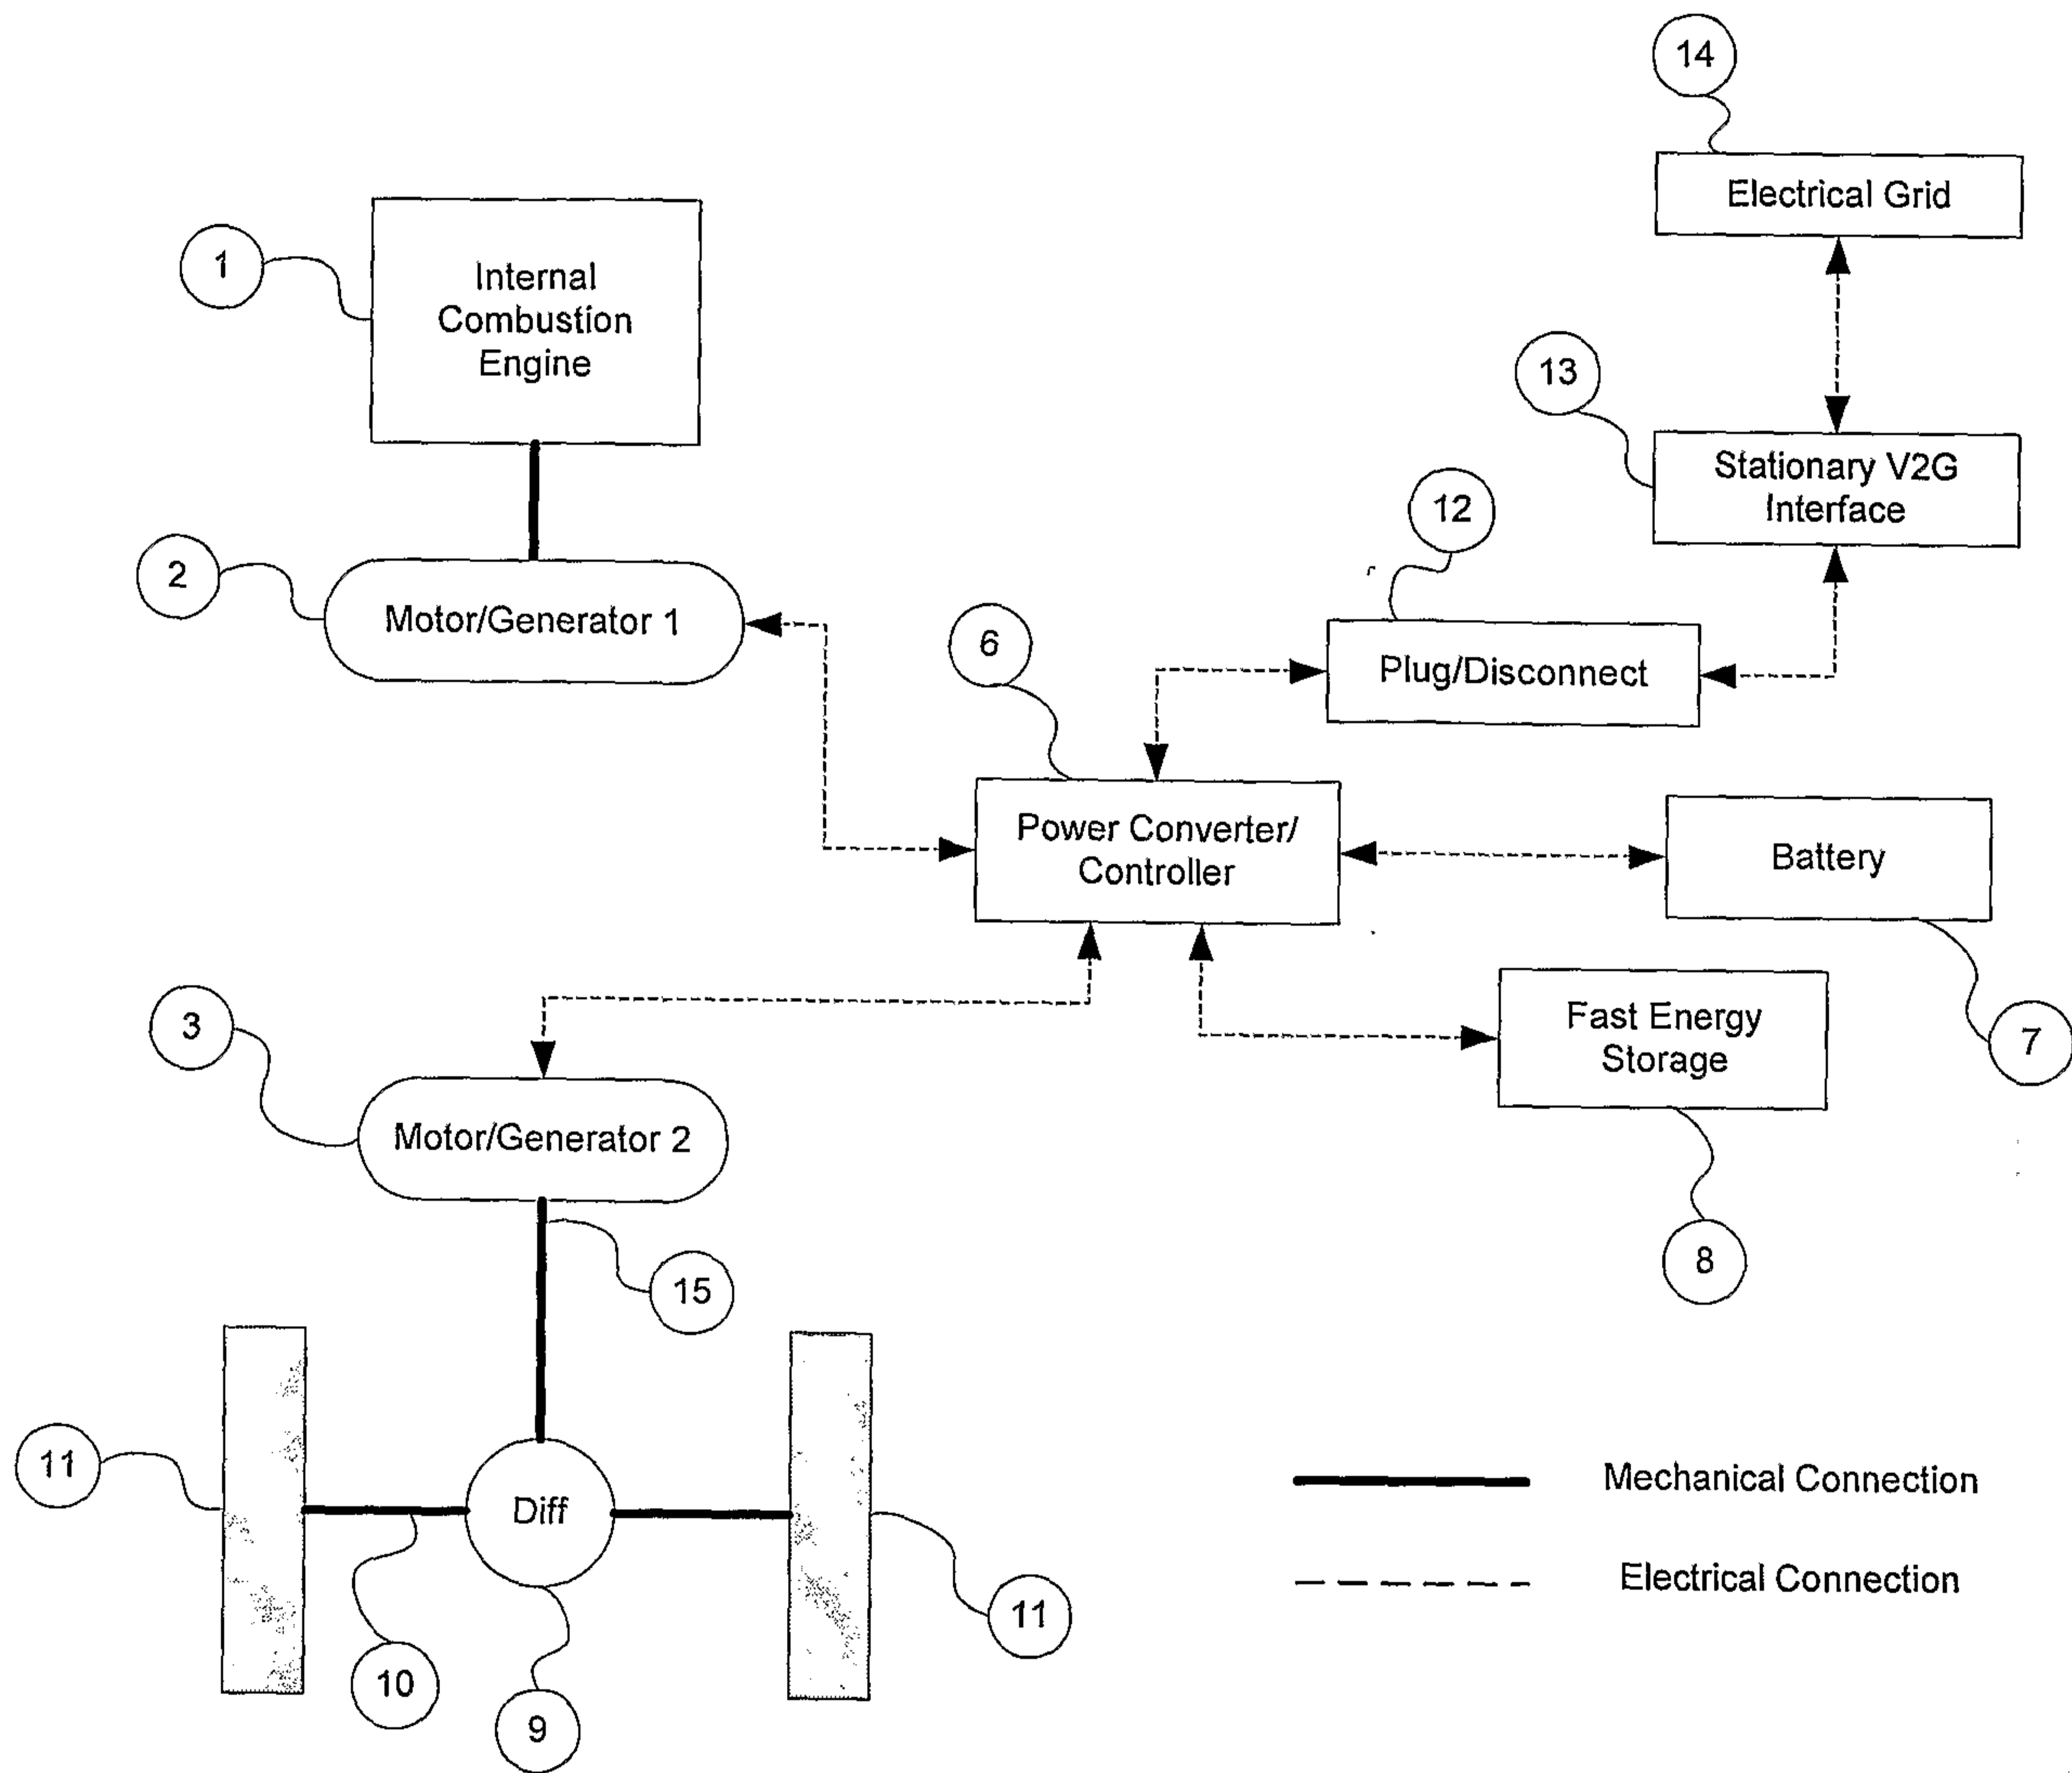 14
Electrical Grid
1
Internal
Combustion
Engine
13
Stationary V2G
Interface
12
2
Motor/Generator 1
6
Plug/Disconnect
Power Converter/
Controller
Battery
7
3
Fast Energy
Storage
Motor/Generator 2
8
15
11
Diff
11
10
9
Mechanical Connection
Electrical Connection